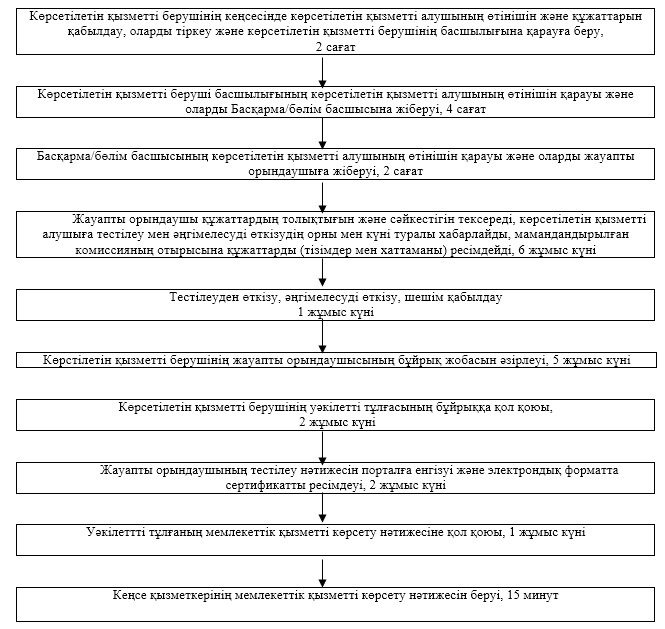 Көрсетілетін қызметті берушінің кеңсесінде көрсетілетін қызметті алушының өтінішін және құжаттарын
қабылдау, оларды тіркеу және көрсетілетін қызметті берушінің басшылығына қарауға беру,
2 сағат
Көрсетілетін қызметті беруші басшылығының көрсетілетін қызметті алушының өтінішін қарауы және
оларды Басқарма/бөлім басшысына жіберуі, 4 сағат
Басқарма/бөлім басшысының көрсетілетін қызметті алушының өтінішін қарауы және оларды жауапты
орындаушыға жіберуі, 2 сағат
Жауапты орындаушы құжаттардың толықтығын және сәйкестігін тексереді, көрсетілетін қызметті
алушыға тестілеу мен әңгімелесуді өткізудің орны мен күні туралы хабарлайды, мамандандырылған
комиссияның отырысына құжаттарды (тізімдер мен хаттаманы) ресімдейді, 6 жұмыс күні
Тестілеуден өткізу, әңгімелесуді өткізу, шешім қабылдау
1 жұмыс күні
Көрстілетін қызметті берушінің жауапты орындаушысының бұйрық жобасын әзірлеуі, 5 жұмыс күні
Көрсетілетін қызметті берушінің уәкілетті тұлғасының бұйрыққа қол қоюы,
2 жұмыс күні
Жауапты орындаушының тестілеу нәтижесін порталға енгізуі және электрондық форматта
сертификатты ресімдеуі, 2 жұмыс күні
Уәкілеттті тұлғаның мемлекеттік қызметті көрсету нәтижесіне қол қоюы, 1 жұмыс күні
Кеңсе қызметкерінің мемлекеттік қызметті көрсету нәтижесін беруі, 15 минут